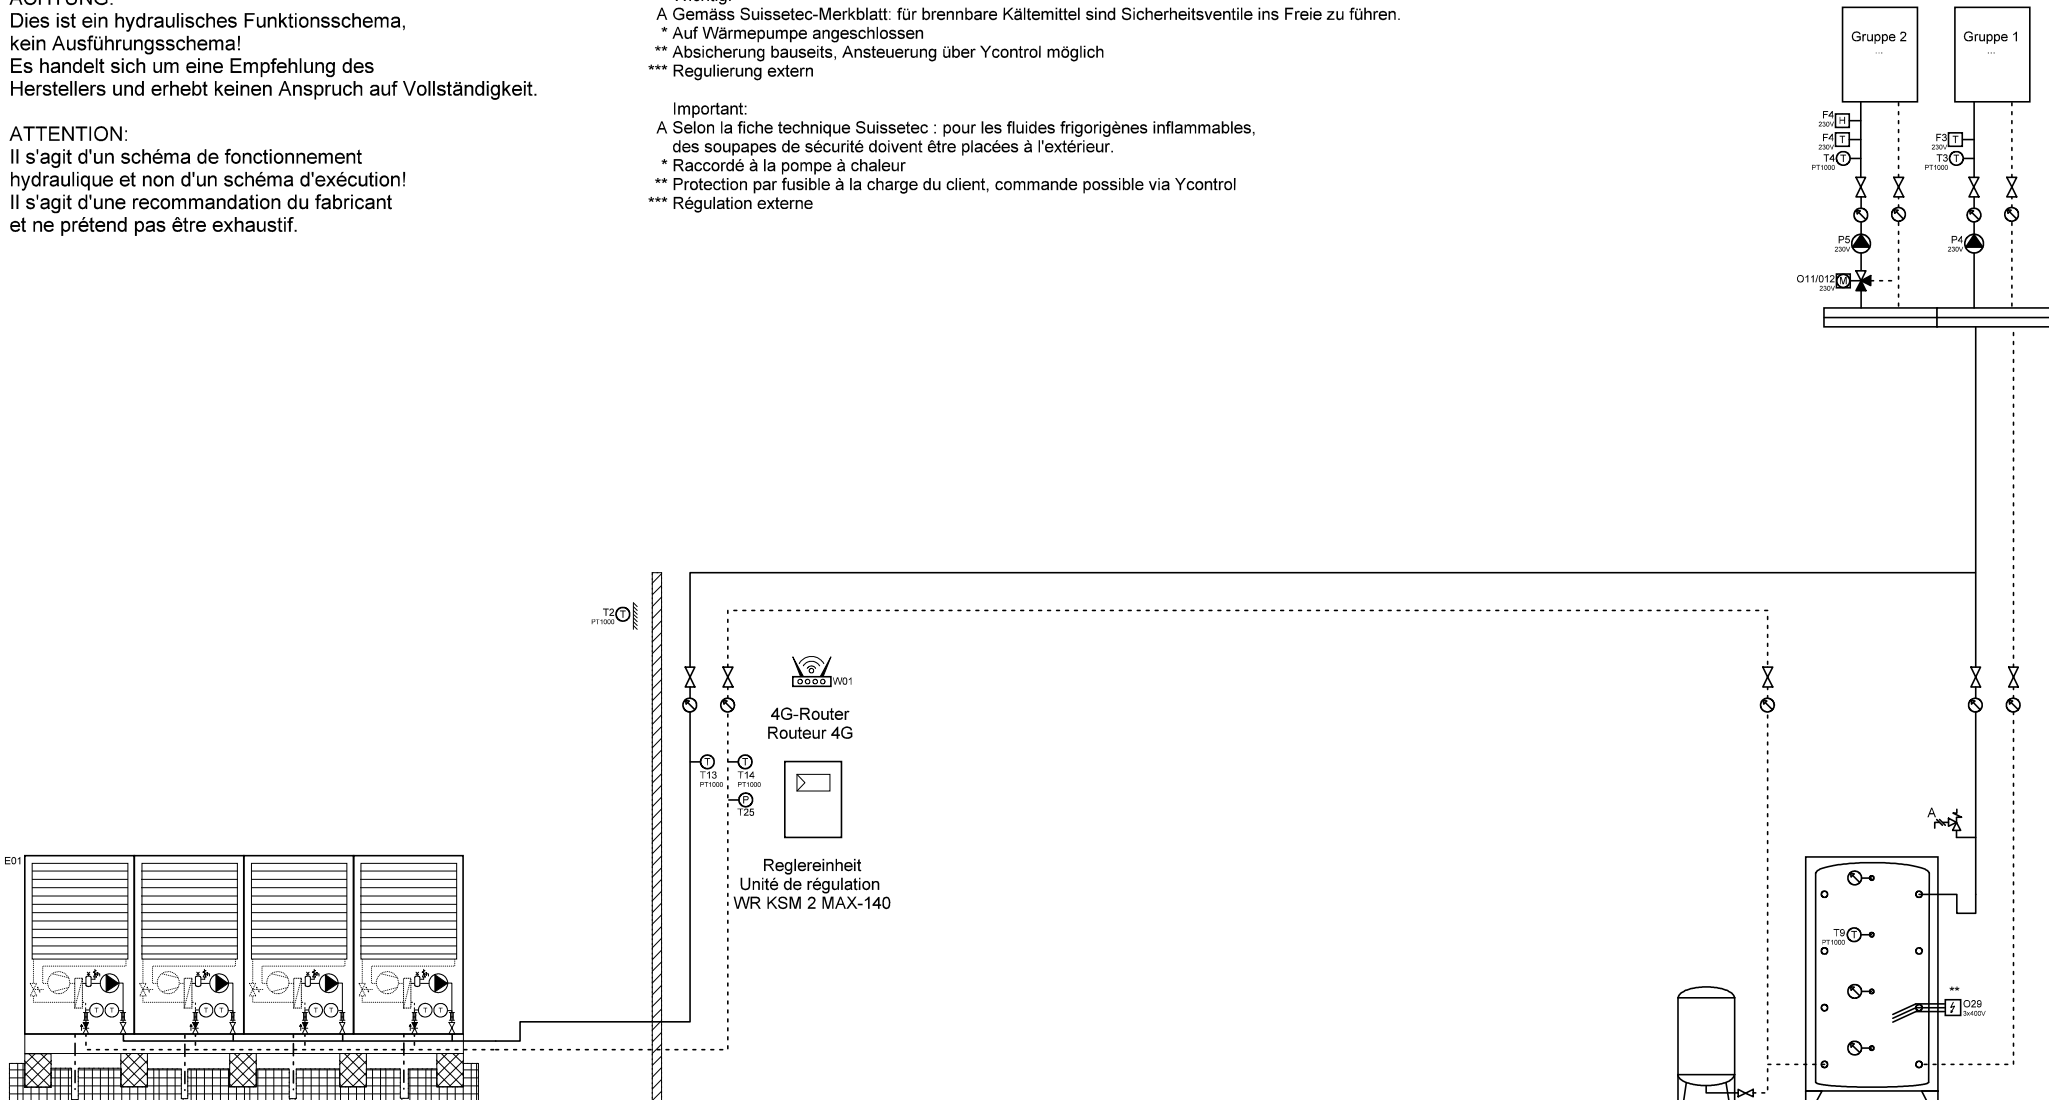 ACHTUNG:
Dies ist ein hydraulisches Funktionsschema,
kein Ausführungsschema!
Es handelt sich um eine Empfehlung des
Herstellers und erhebt keinen Anspruch auf Vollständigkeit.
ATTENTION:
Il s'agit d'un schéma de fonctionnement
hydraulique et non d'un schéma d'exécution!
Il s'agit d'une recommandation du fabricant
et ne prétend pas être exhaustif.
Wichtig:
A Gemäss Suissetec-Merkblatt: für brennbare Kältemittel sind Sicherheitsventile ins Freie zu führen.
* Auf Wärmepumpe angeschlossen
** Absicherung bauseits, Ansteuerung über Ycontrol möglich
*** Regulierung extern
Important:
A Selon la fiche technique Suissetec : pour les fluides frigorigènes inflammables,
des soupapes de sécurité doivent être placées à l'extérieur.
* Raccordé à la pompe à chaleur
** Protection par fusible à la charge du client, commande possible via Ycontrol
*** Régulation externe
Gruppe 2
...
Gruppe 1
...
F4
230V
H
F4
230V
T
T4
PT1000
T
F3
230V
T
T3
PT1000
T
P5
230V
P4
230V
O11/012
230V
M
T2
PT1000
T
W01
4G-Router
Routeur 4G
T
T13
PT1000
T
T14
PT1000
P
T25
Reglereinheit
Unité de régulation
WR KSM 2 MAX-140
E01
T T
T T
T T
T T
A
T9
PT1000
T
**
O29
3x400V